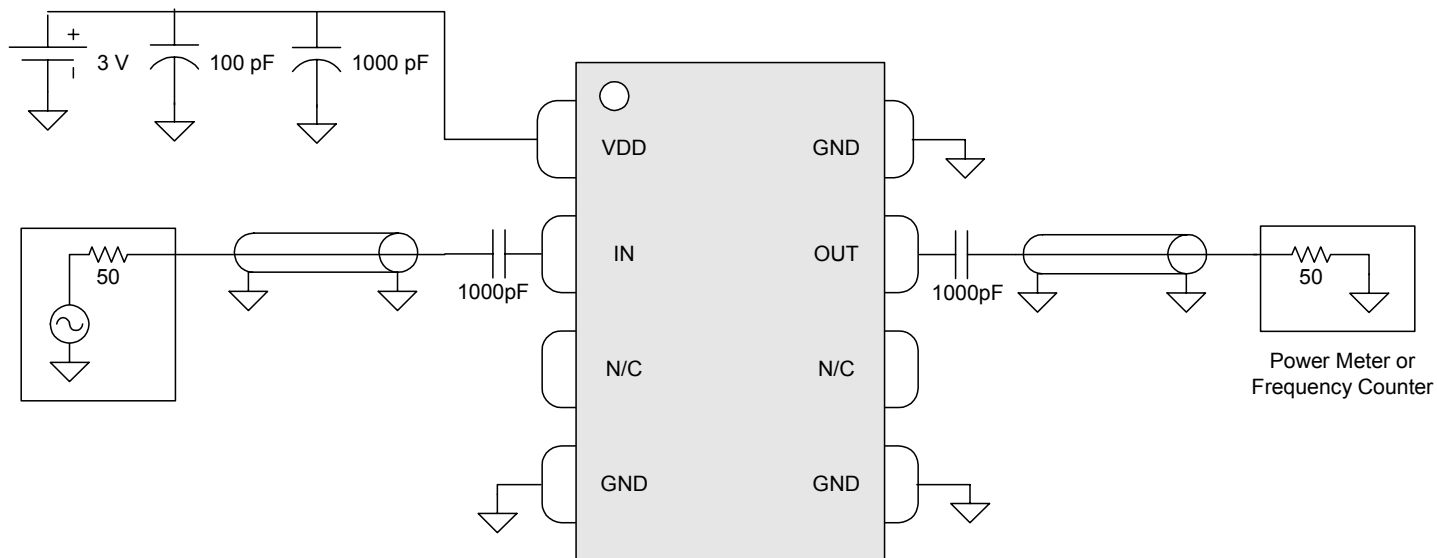 +
–
3 V
100 pF
1000 pF
VDD
GND
50
1000pF
IN
OUT
1000pF
50
N/C
N/C
Power Meter or
Frequency Counter
GND
GND